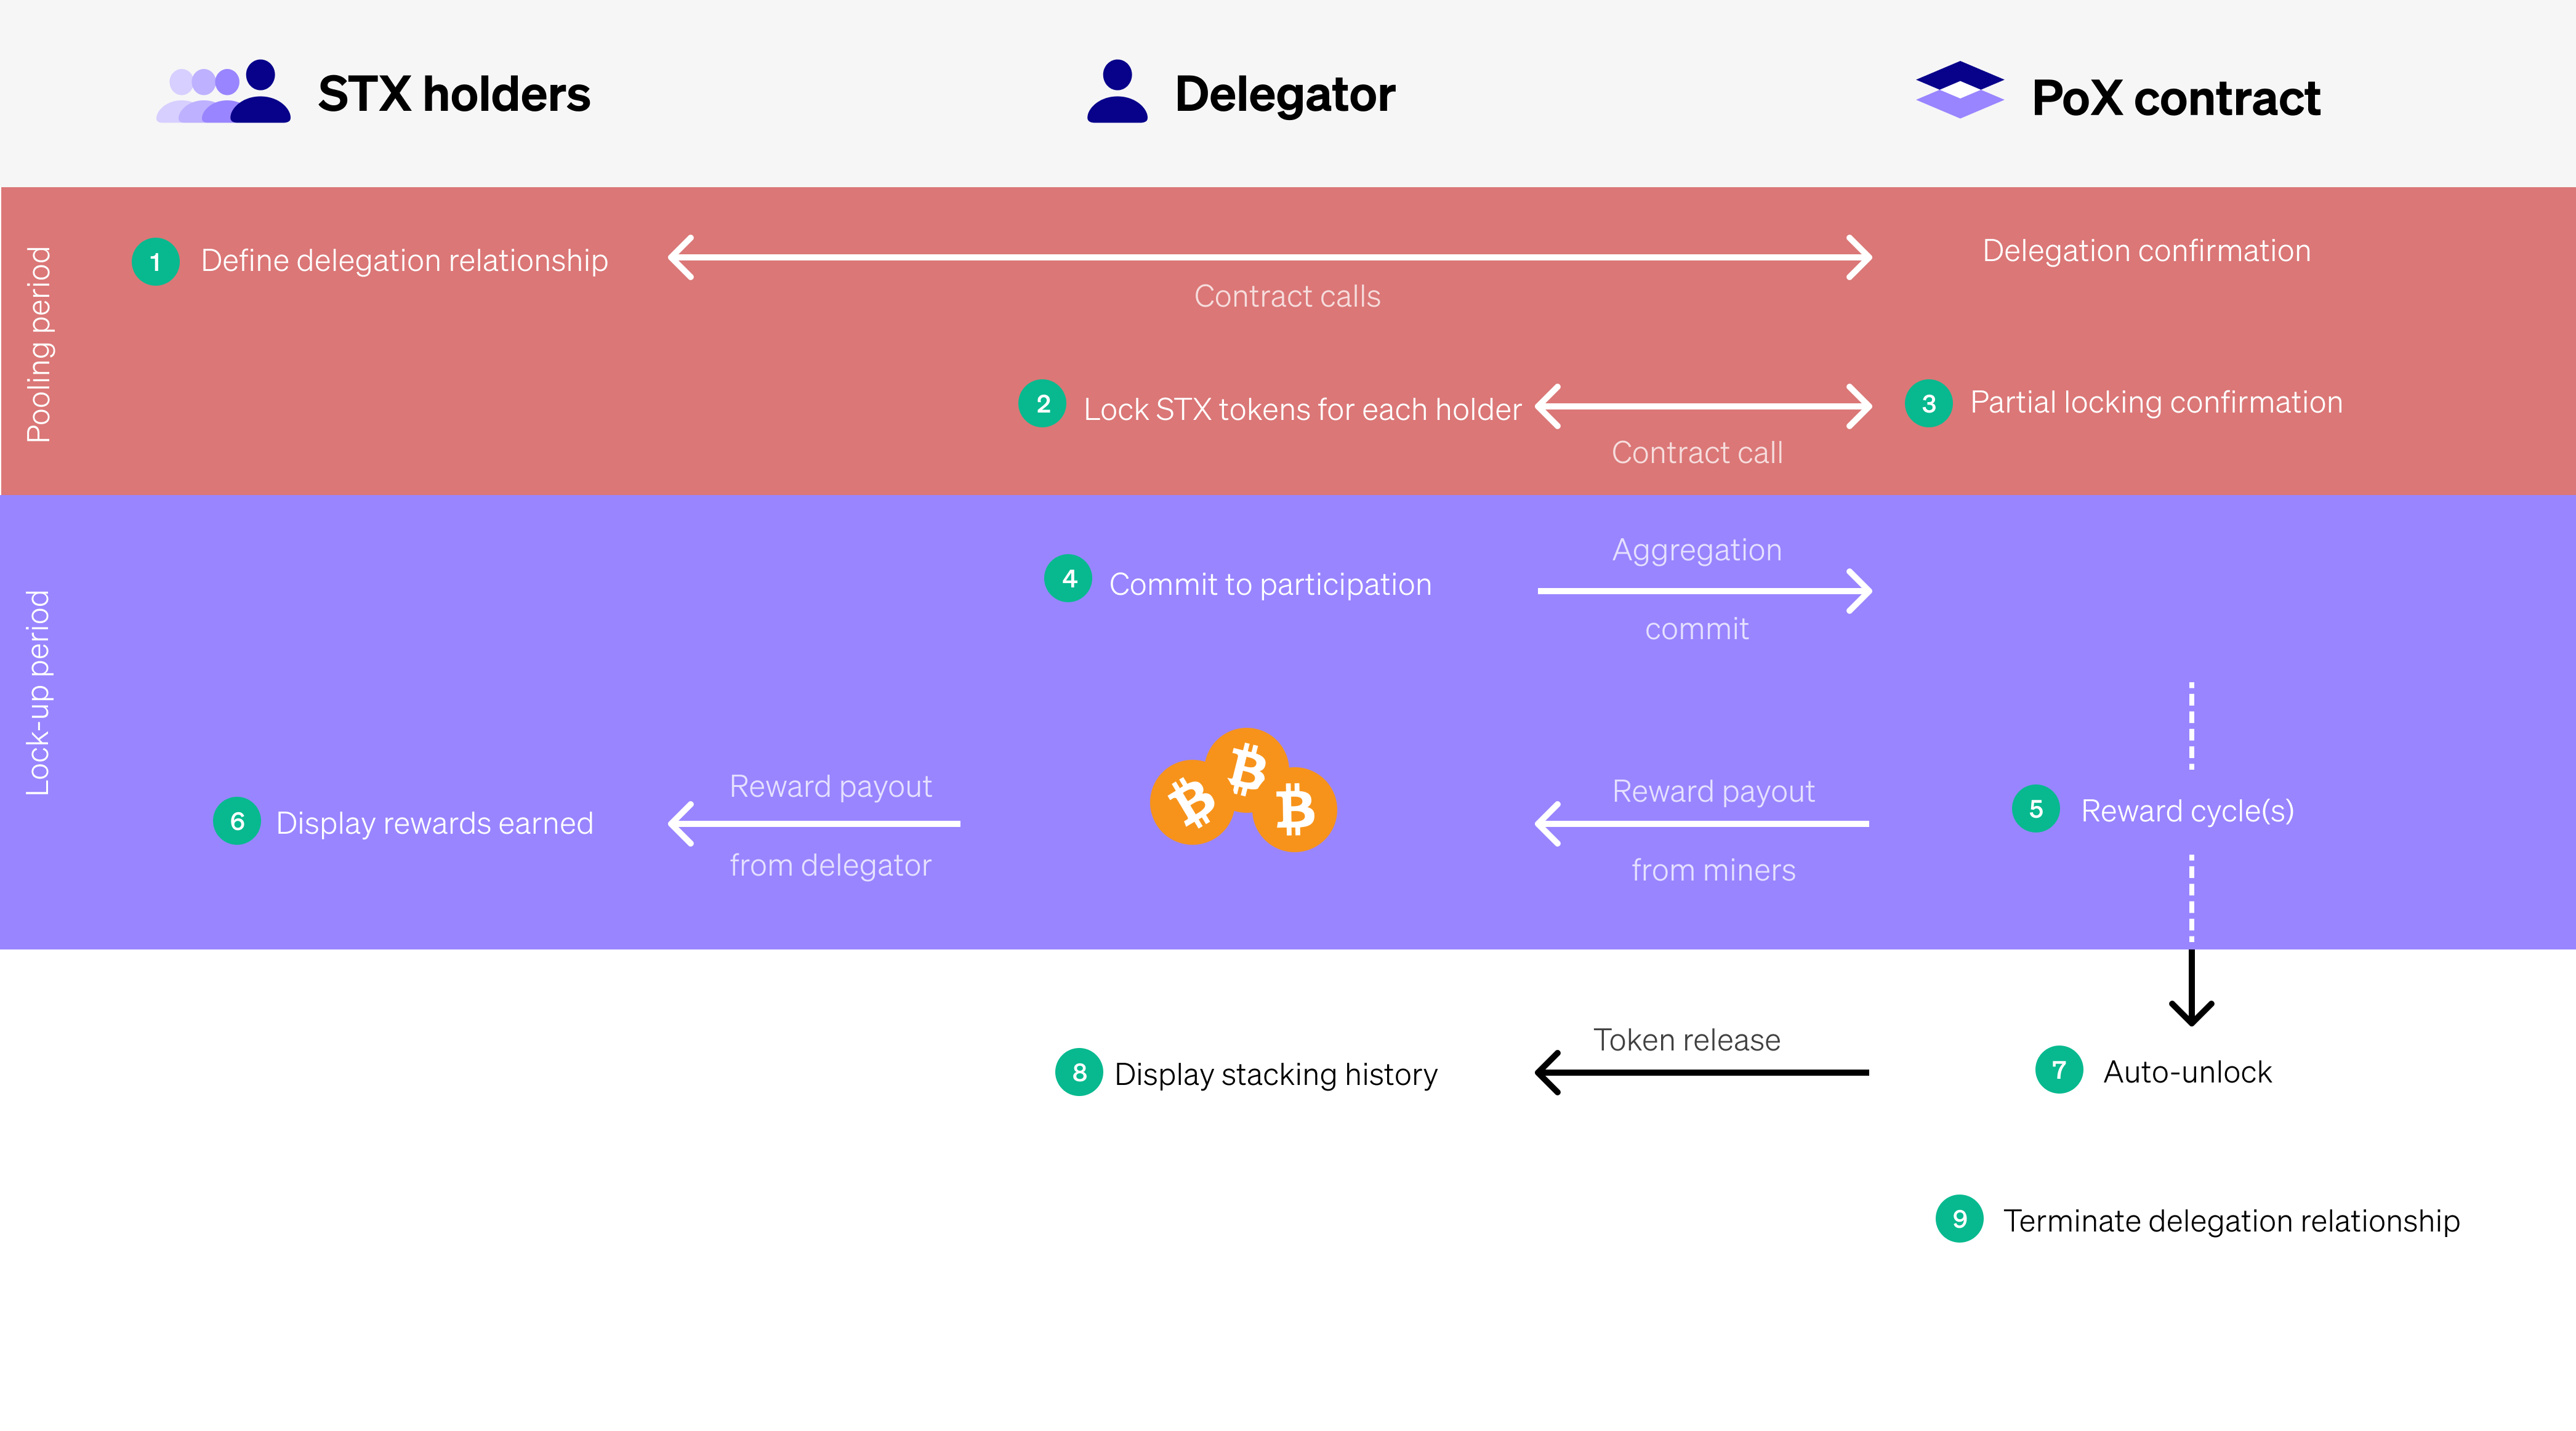 STX holders
Delegator
PoX contract
Pooling period
1 Define delegation relationship
Contract calls
Delegation confirmation
2 Lock STX tokens for each holder
Contract call
3 Partial locking confirmation
Lock-up period
4 Commit to participation
Aggregation
commit
6 Display rewards earned
Reward payout
from delegator
Reward payout
from miners
5 Reward cycle(s)
8 Display stacking history
Token release
7 Auto-unlock
9 Terminate delegation relationship